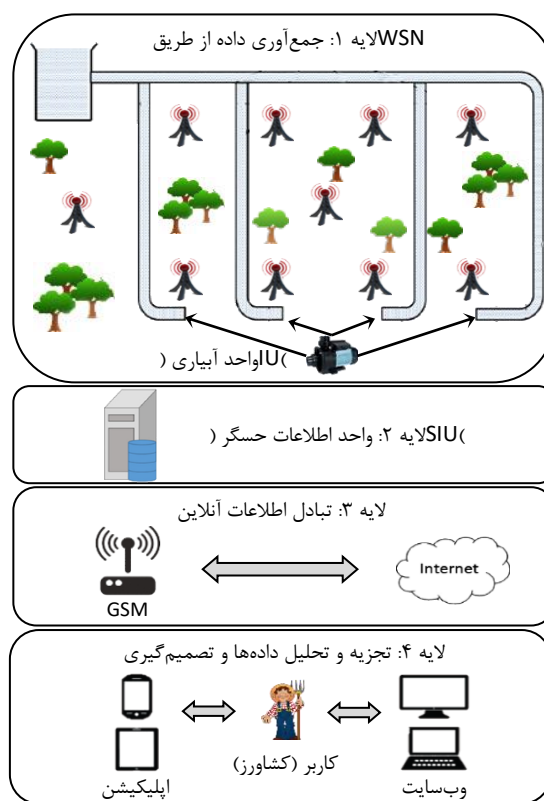 لایه ۱: جمع‌آوری داده از طریق WSN
واحد آبیاری (IU)
لایه ۲: واحد اطلاعات حسگر (SIU)
لایه ۳: تبادل اطلاعات آنلاین
GSM
Internet
لایه ۴: تجزیه و تحلیل داده‌ها و تصمیم‌گیری
کاربر (کشاورز)
اپلیکیشن
وب‌سایت